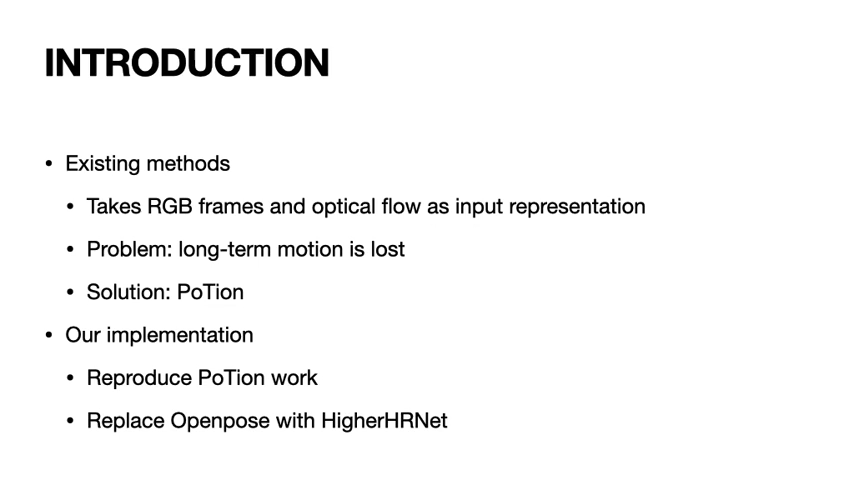 INTRODUCTION
• Existing methods
• Takes RGB frames and optical flow as input representation
• Problem: long-term motion is lost
• Solution: PoTion
• Our implementation
• Reproduce PoTion work
• Replace Openpose with HigherHRNet